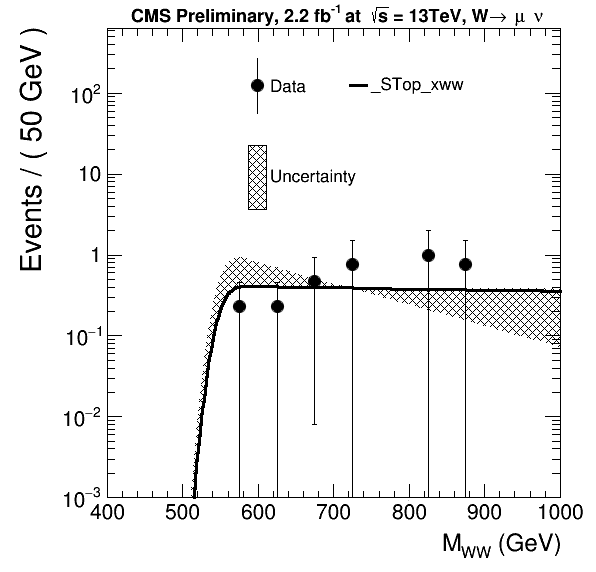 CMS Preliminary, 2.2 fb⁻¹ at √s = 13TeV, W→ μ ν
Events / ( 50 GeV )
Data
_STop_xww
Uncertainty
10²
10
1
10⁻¹
10⁻²
10⁻³
400 500 600 700 800 900 1000
M_WW (GeV)